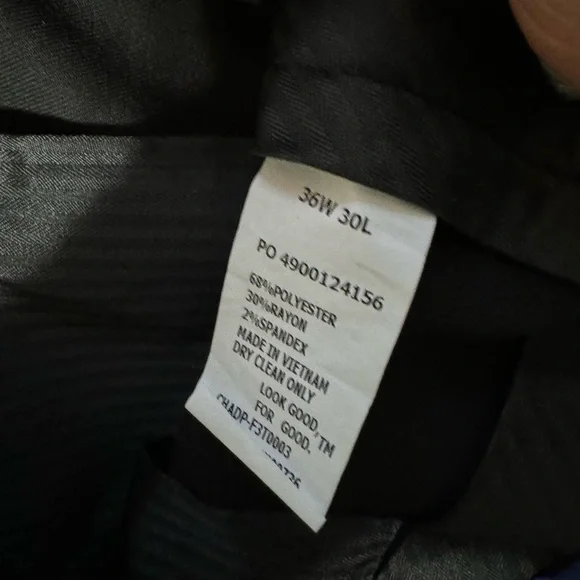 36W 30L
PO 4900124156
68%POLYESTER
30%RAYON
2%SPANDEX
MADE IN VIETNAM
DRY CLEAN ONLY
LOOK GOOD,
FOR GOOD.TM
CHADP-F3TD003